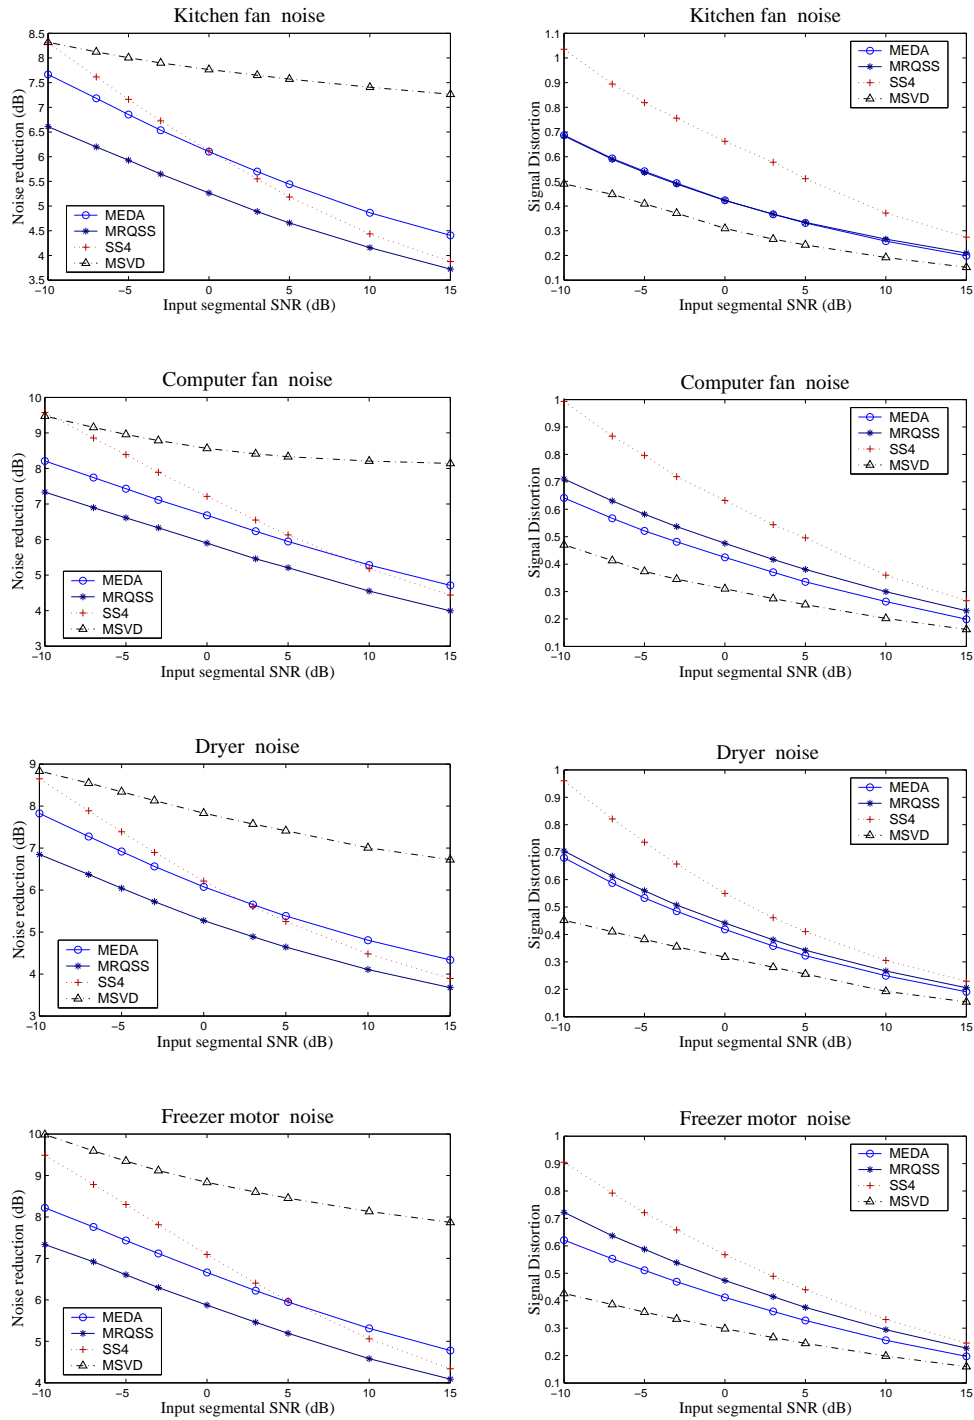 Kitchen fan noise
Noise reduction (dB)
8.5
8
7.5
7
6.5
6
5.5
5
4.5
4
3.5
MEDA
MRQSS
SS4
MSVD
−10 −5 0 5 10 15
Input segmental SNR (dB)
Kitchen fan noise
Signal Distortion
1.1
1
0.9
0.8
0.7
0.6
0.5
0.4
0.3
0.2
0.1
MEDA
MRQSS
SS4
MSVD
−10 −5 0 5 10 15
Input segmental SNR (dB)
Computer fan noise
Noise reduction (dB)
10
9
8
7
6
5
4
3
MEDA
MRQSS
SS4
MSVD
−10 −5 0 5 10 15
Input segmental SNR (dB)
Computer fan noise
Signal Distortion
1
0.9
0.8
0.7
0.6
0.5
0.4
0.3
0.2
0.1
MEDA
MRQSS
SS4
MSVD
−10 −5 0 5 10 15
Input segmental SNR (dB)
Dryer noise
Noise reduction (dB)
9
8
7
6
5
4
3
MEDA
MRQSS
SS4
MSVD
−10 −5 0 5 10 15
Input segmental SNR (dB)
Dryer noise
Signal Distortion
1
0.9
0.8
0.7
0.6
0.5
0.4
0.3
0.2
0.1
MEDA
MRQSS
SS4
MSVD
−10 −5 0 5 10 15
Input segmental SNR (dB)
Freezer motor noise
Noise reduction (dB)
10
9
8
7
6
5
4
MEDA
MRQSS
SS4
MSVD
−10 −5 0 5 10 15
Input segmental SNR (dB)
Freezer motor noise
Signal Distortion
1
0.9
0.8
0.7
0.6
0.5
0.4
0.3
0.2
0.1
MEDA
MRQSS
SS4
MSVD
−10 −5 0 5 10 15
Input segmental SNR (dB)